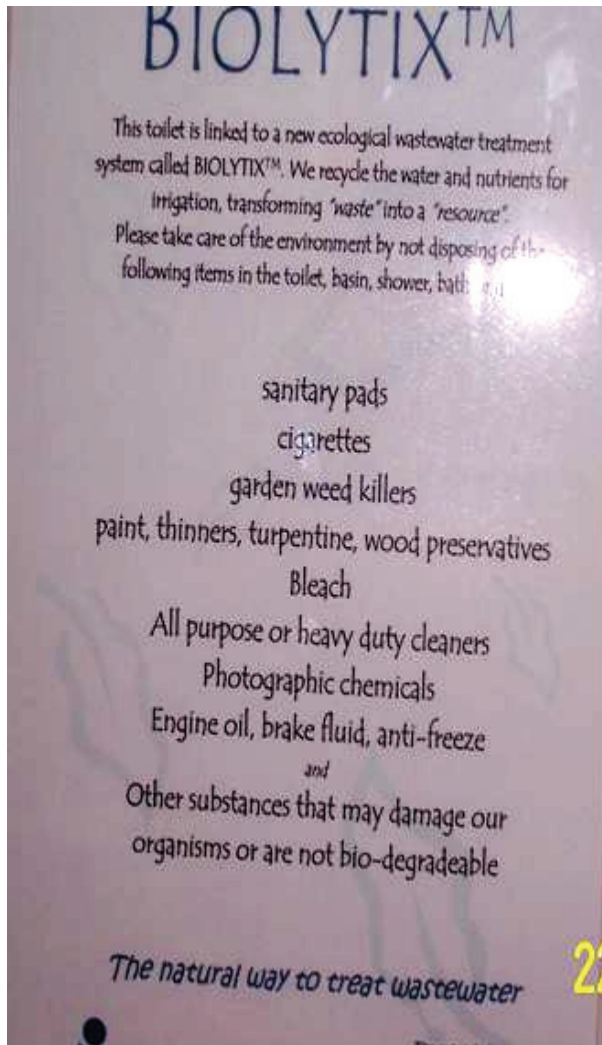 BIOLYTIX™
This toilet is linked to a new ecological wastewater treatment
system called BIOLYTIX™. We recycle the water and nutrients for
irrigation, transforming "waste" into a "resource".
Please take care of the environment by not disposing of the
following items in the toilet, basin, shower, bath
sanitary pads
cigarettes
garden weed killers
paint, thinners, turpentine, wood preservatives
Bleach
All purpose or heavy duty cleaners
Photographic chemicals
Engine oil, brake fluid, anti-freeze
and
Other substances that may damage our
organisms or are not bio-degradeable
The natural way to treat wastewater
22